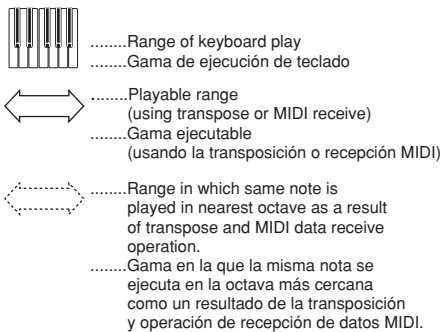 ........Range of keyboard play
........Gama de ejecución de teclado
........Playable range
(using transpose or MIDI receive)
........Gama ejecutable
(usando la transposición o recepción MIDI)
........Range in which same note is
played in nearest octave as a result
of transpose and MIDI data receive
operation.
........Gama en la que la misma nota se
ejecuta en la octava más cercana
como un resultado de la transposición
y operación de recepción de datos MIDI.